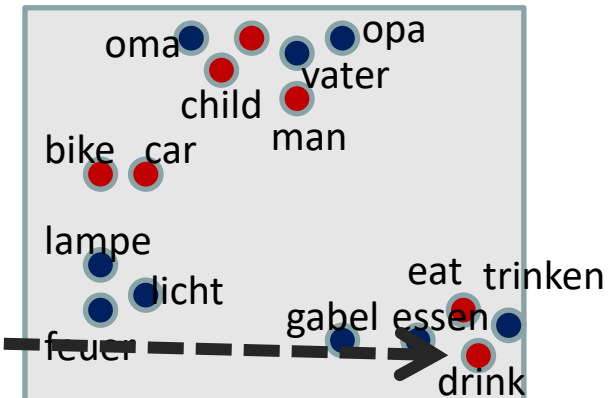 oma
opa
vater
child
man
bike car
lampe
licht
eat trinken
gabel essen
feuer
drink